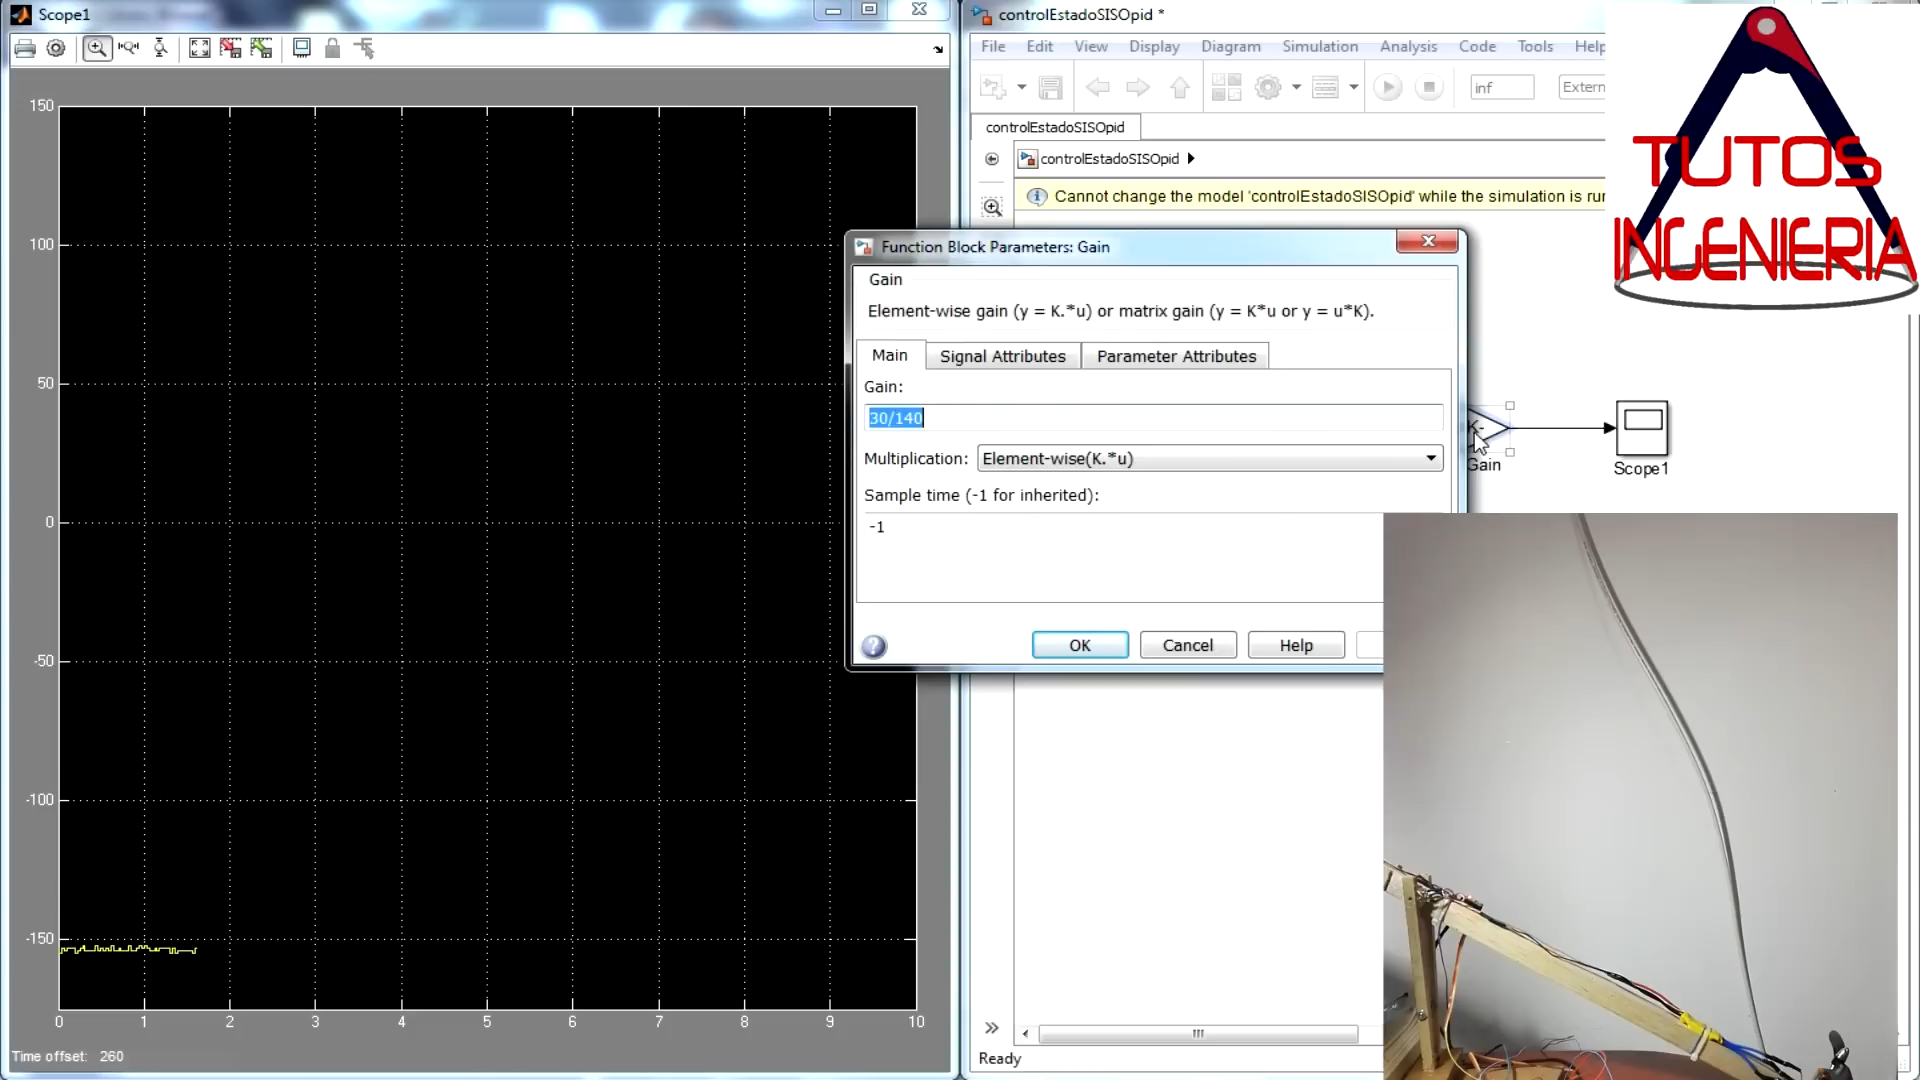 Scope1
150
100
50
0
-50
-100
-150
0 1 2 3 4 5 6 7 8 9 10
Time offset: 260
controlEstadoSISOpid *
File Edit View Display Diagram Simulation Analysis Code Tools Help
inf
Extern
controlEstadoSISOpid
controlEstadoSISOpid
Cannot change the model 'controlEstadoSISOpid' while the simulation is rur
Function Block Parameters: Gain
Gain
Element-wise gain (y = K.*u) or matrix gain (y = K*u or y = u*K).
Main Signal Attributes Parameter Attributes
Gain:
30/140
Multiplication: Element-wise(K.*u)
Sample time (-1 for inherited):
-1
OK Cancel Help
K-
Gain
Scope1
Ready
TUTOS
INGENIERIA